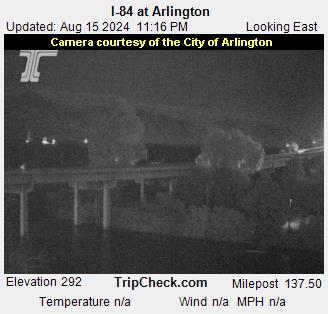 I-84 at Arlington
Updated: Aug 15 2024 11:16 PM Looking East
Camera courtesy of the City of Arlington
Elevation 292 TripCheck.com Milepost 137.50
Temperature n/a Wind n/a MPH n/a